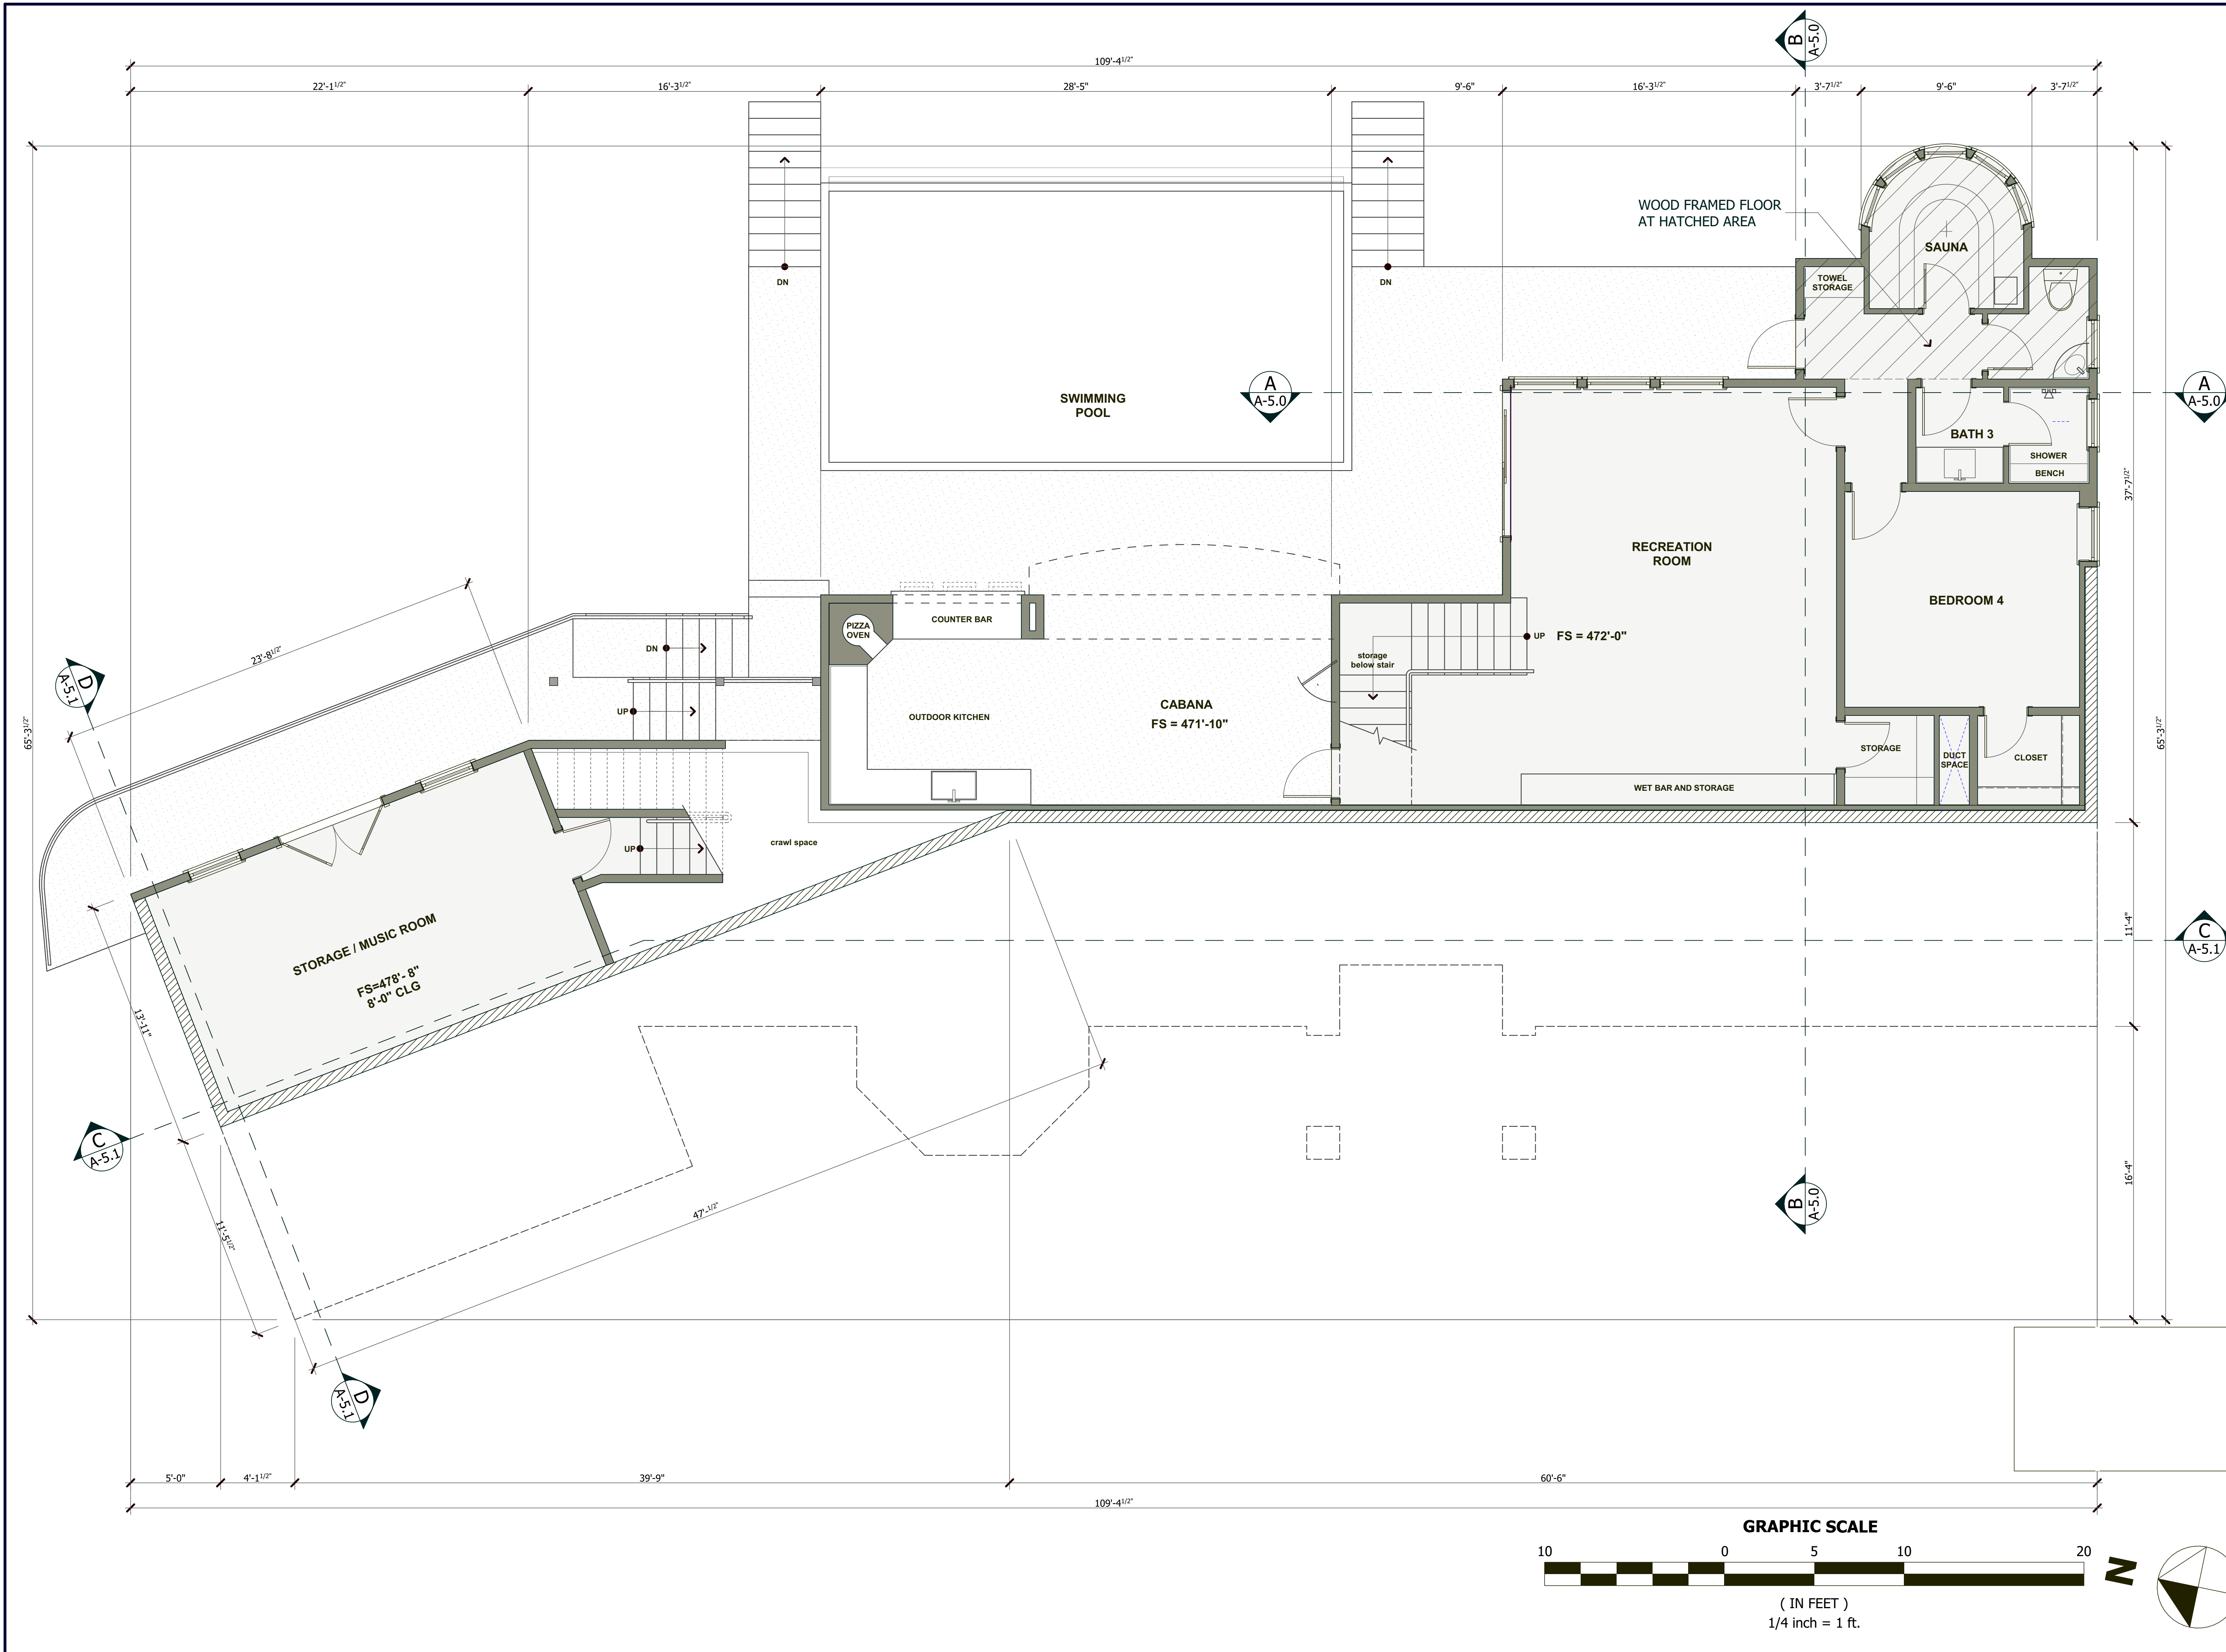 B
A-5.0
109'-4 1/2"
22'-1 1/2"
16'-3 1/2"
28'-5"
9'-6"
16'-3 1/2"
3'-7 1/2"
9'-6"
3'-7 1/2"
WOOD FRAMED FLOOR
AT HATCHED AREA
SAUNA
TOWEL
STORAGE
DN
DN
SWIMMING
POOL
A
A-5.0
A
A-5.0
BATH 3
SHOWER
BENCH
37'-7 1/2"
RECREATION
ROOM
BEDROOM 4
PIZZA
OVEN
COUNTER BAR
UP
FS = 472'-0"
storage
below stair
DN
23'-8 1/2"
D
A-5.1
UP
OUTDOOR KITCHEN
CABANA
FS = 471'-10"
65'-3 1/2"
65'-3 1/2"
STORAGE
DUCT
SPACE
CLOSET
WET BAR AND STORAGE
UP
crawl space
STORAGE / MUSIC ROOM
FS=478'- 8"
8'-0" CLG
11'-4"
C
A-5.1
13'-11"
C
A-5.1
16'-4"
B
A-5.0
47'- 1/2"
11'-5 1/2"
D
A-5.1
5'-0"
4'-1 1/2"
39'-9"
60'-6"
109'-4 1/2"
GRAPHIC SCALE
10 0 5 10 20
N
( IN FEET )
1/4 inch = 1 ft.